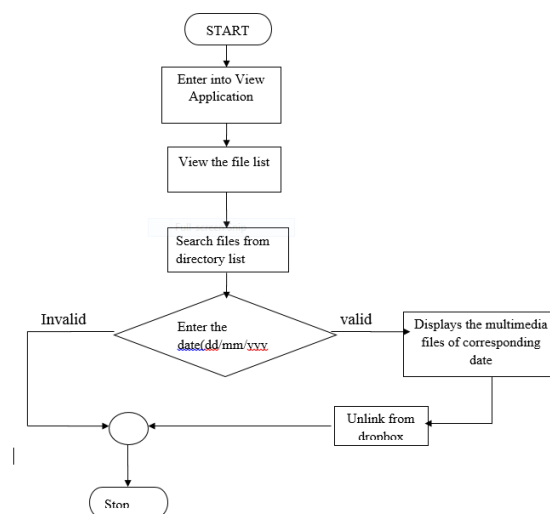 START
Enter into View
Application
View the file list
Search files from
directory list
Invalid
Enter the
date(dd/mm/yyy
valid
Displays the multimedia
files of corresponding
date
Unlink from
dropbox
Stop